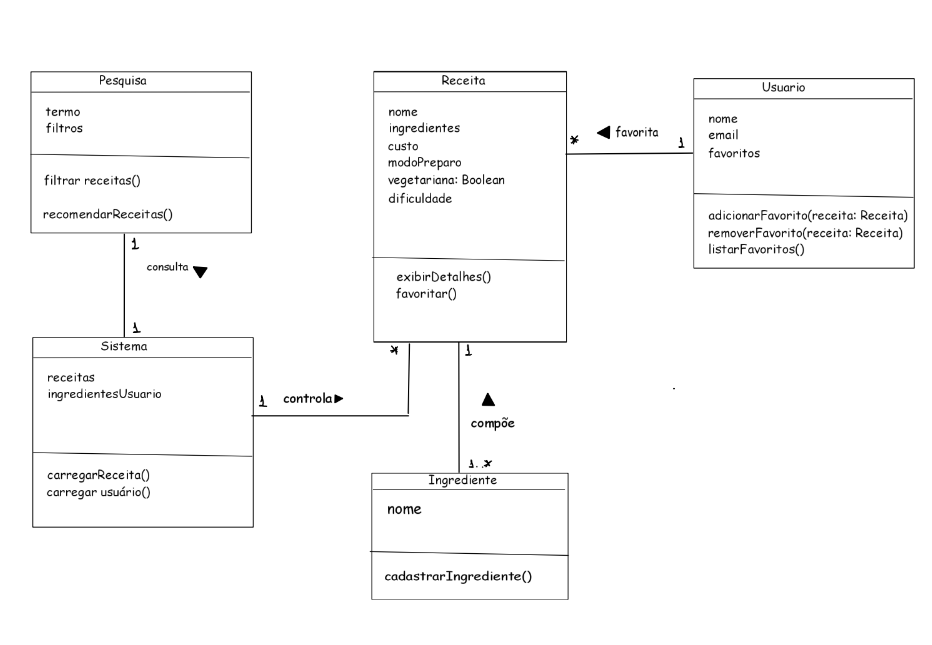 Pesquisa
termo
filtros
filtrar receitas()
recomendarReceitas()
1
consulta
1
Sistema
receitas
ingredientesUsuario
carregarReceita()
carregar usuário()
1
controla
*
Receita
nome
ingredientes
custo
modoPreparo
vegetariana: Boolean
dificuldade
exibirDetalhes()
favoritar()
1
compõe
1..*
Ingrediente
nome
cadastrarIngrediente()
*
favorita
1
Usuario
nome
email
favoritos
adicionarFavorito(receita: Receita)
removerFavorito(receita: Receita)
listarFavoritos()